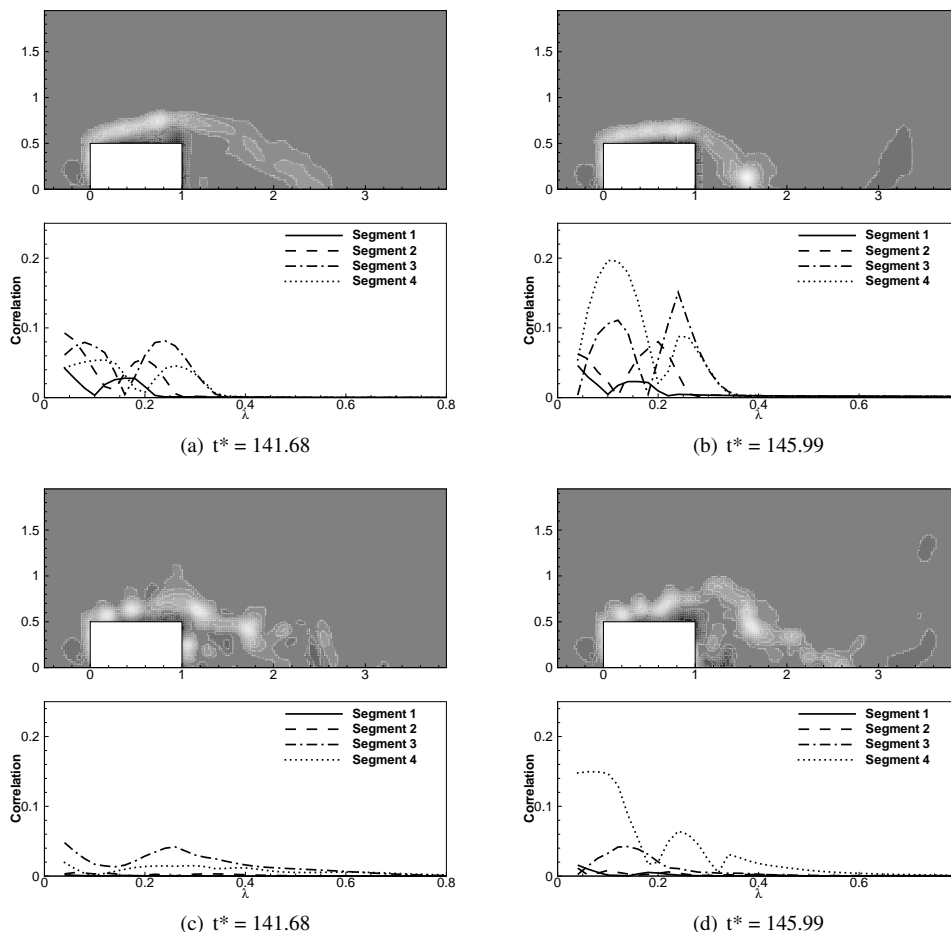 1.5
1
0.5
0
0 1 2 3
0.2
0.1
0
Correlation
Segment 1
Segment 2
Segment 3
Segment 4
0 0.2 0.4 0.6 0.8
λ
(a) t* = 141.68
1.5
1
0.5
0
0 1 2 3
0.2
0.1
0
Correlation
Segment 1
Segment 2
Segment 3
Segment 4
0 0.2 0.4 0.6
λ
(b) t* = 145.99
1.5
1
0.5
0
0 1 2 3
0.2
0.1
0
Correlation
Segment 1
Segment 2
Segment 3
Segment 4
0 0.2 0.4 0.6 0.8
λ
(c) t* = 141.68
1.5
1
0.5
0
0 1 2 3
0.2
0.1
0
Correlation
Segment 1
Segment 2
Segment 3
Segment 4
0 0.2 0.4 0.6
λ
(d) t* = 145.99